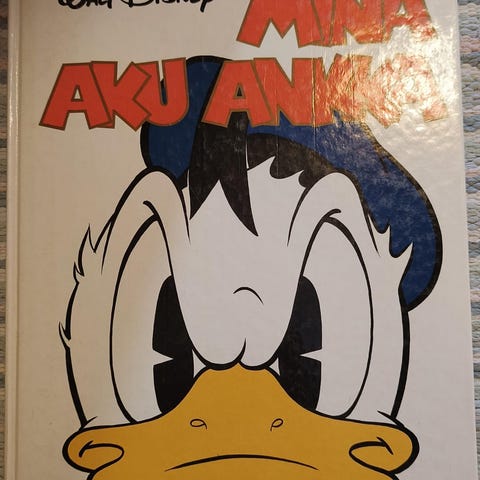 Walt Disney
MINÄ
AKU ANKKA